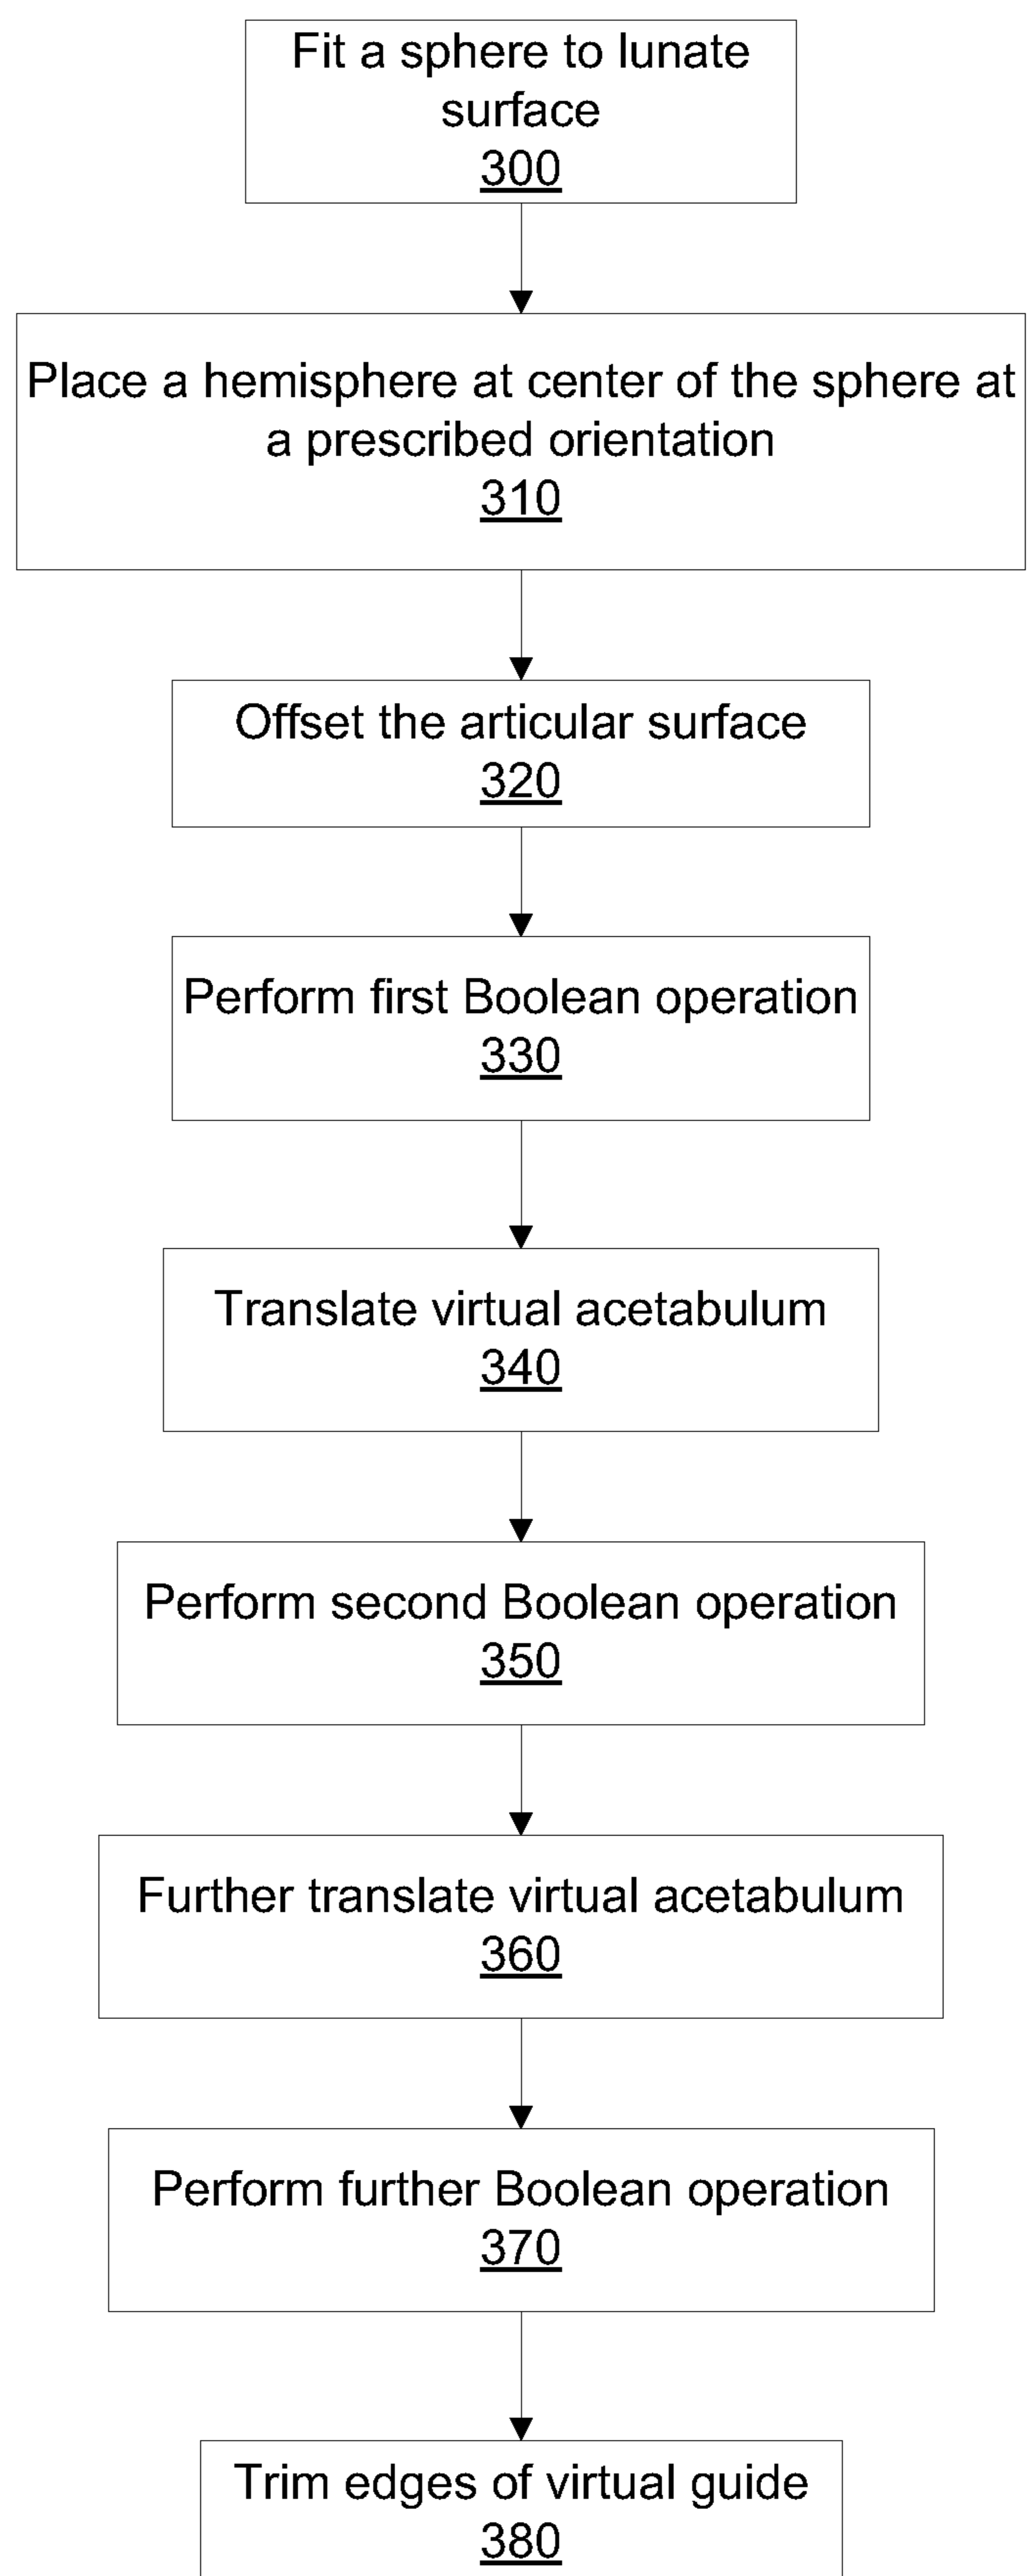 Fit a sphere to lunate
surface
300
Place a hemisphere at center of the sphere at
a prescribed orientation
310
Offset the articular surface
320
Perform first Boolean operation
330
Translate virtual acetabulum
340
Perform second Boolean operation
350
Further translate virtual acetabulum
360
Perform further Boolean operation
370
Trim edges of virtual guide
380